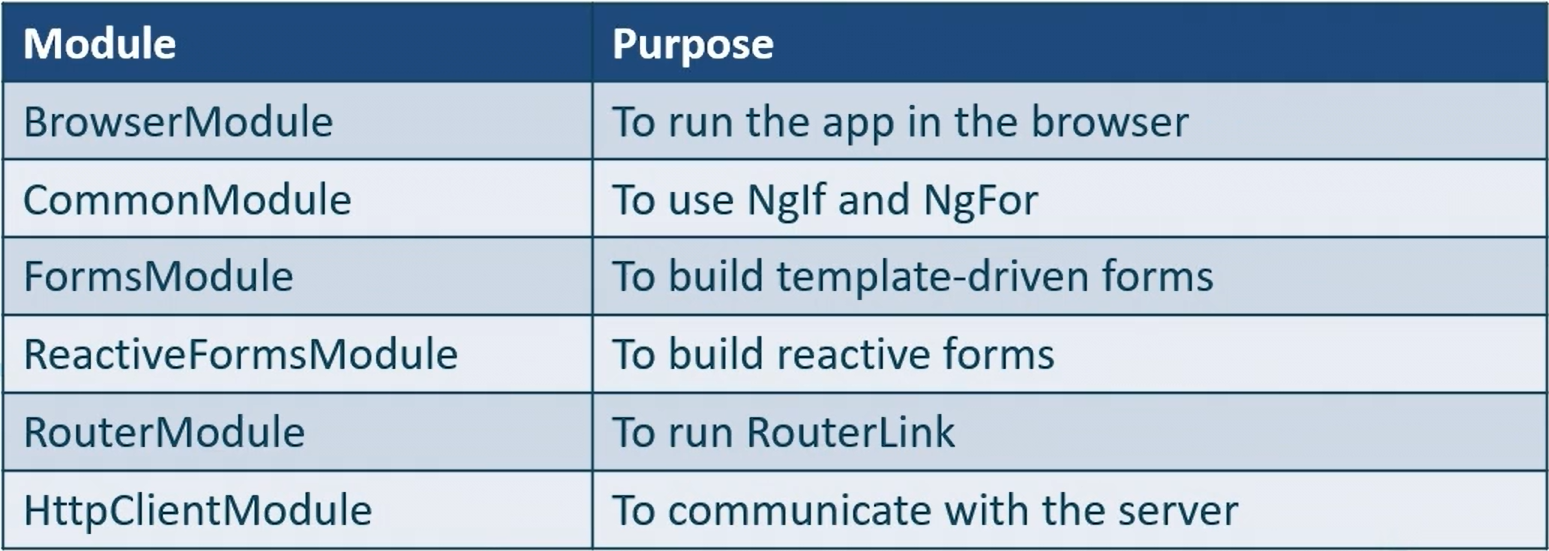 Module Purpose
BrowserModule To run the app in the browser
CommonModule To use NgIf and NgFor
FormsModule To build template-driven forms
ReactiveFormsModule To build reactive forms
RouterModule To run RouterLink
HttpClientModule To communicate with the server